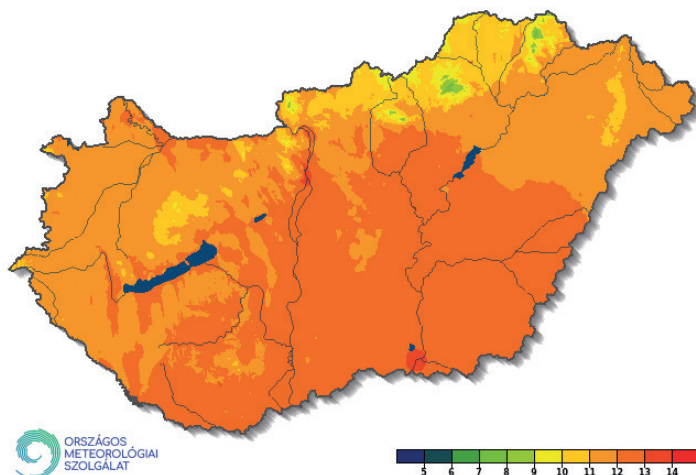 ORSZÁGOS
METEOROLÓGIAI
SZOLGÁLAT
5 6 7 8 9 10 11 12 13 14